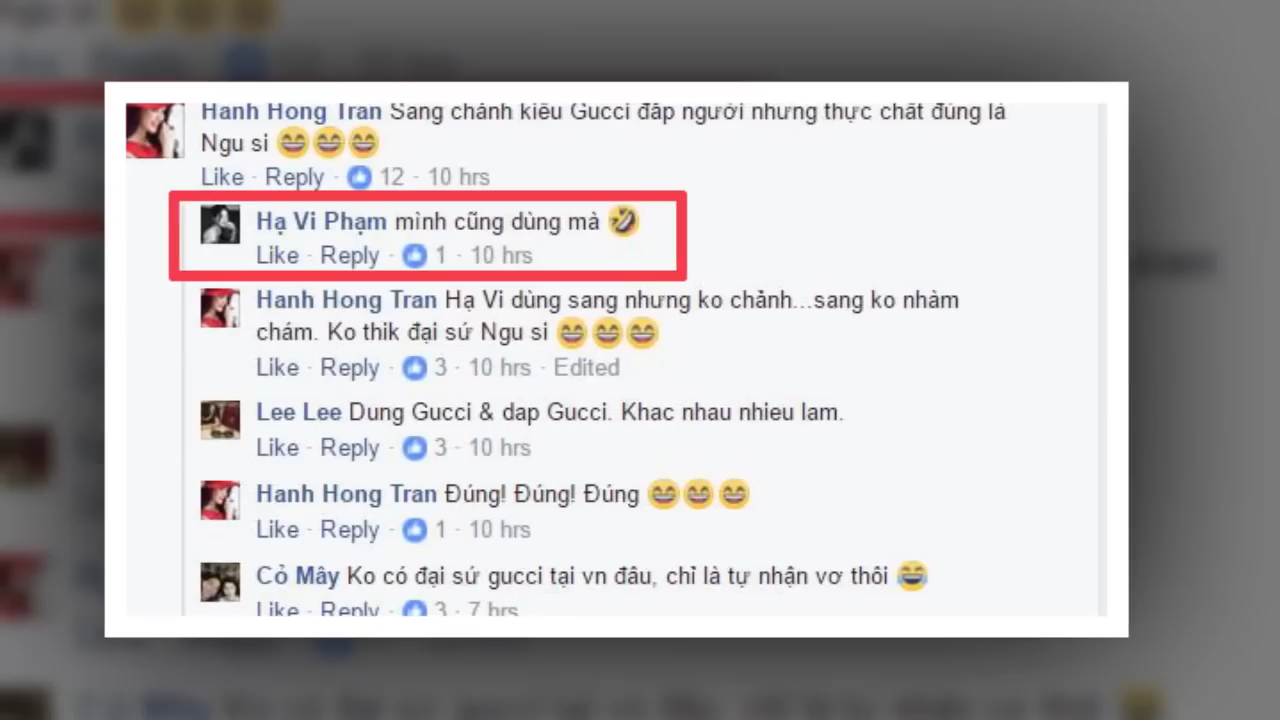 Hanh Hong Tran Sang chảnh kiểu Gucci đắp người nhưng thực chất đúng là
Ngu si 😄😄😄
Like · Reply · 12 · 10 hrs
Hạ Vi Phạm mình cũng dùng mà 🤣
Like · Reply · 1 · 10 hrs
Hanh Hong Tran Hạ Vi dùng sang nhưng ko chảnh...sang ko nhàm
chám. Ko thik đại sứ Ngu si 😄😄😄
Like · Reply · 3 · 10 hrs · Edited
Lee Lee Dung Gucci & dap Gucci. Khac nhau nhieu lam.
Like · Reply · 3 · 10 hrs
Hanh Hong Tran Đúng! Đúng! Đúng 😄😄😄
Like · Reply · 1 · 10 hrs
Cỏ Mây Ko có đại sứ gucci tại vn đâu, chỉ là tự nhận vơ thôi 😂
Like · Reply · 3 · 7 hrs